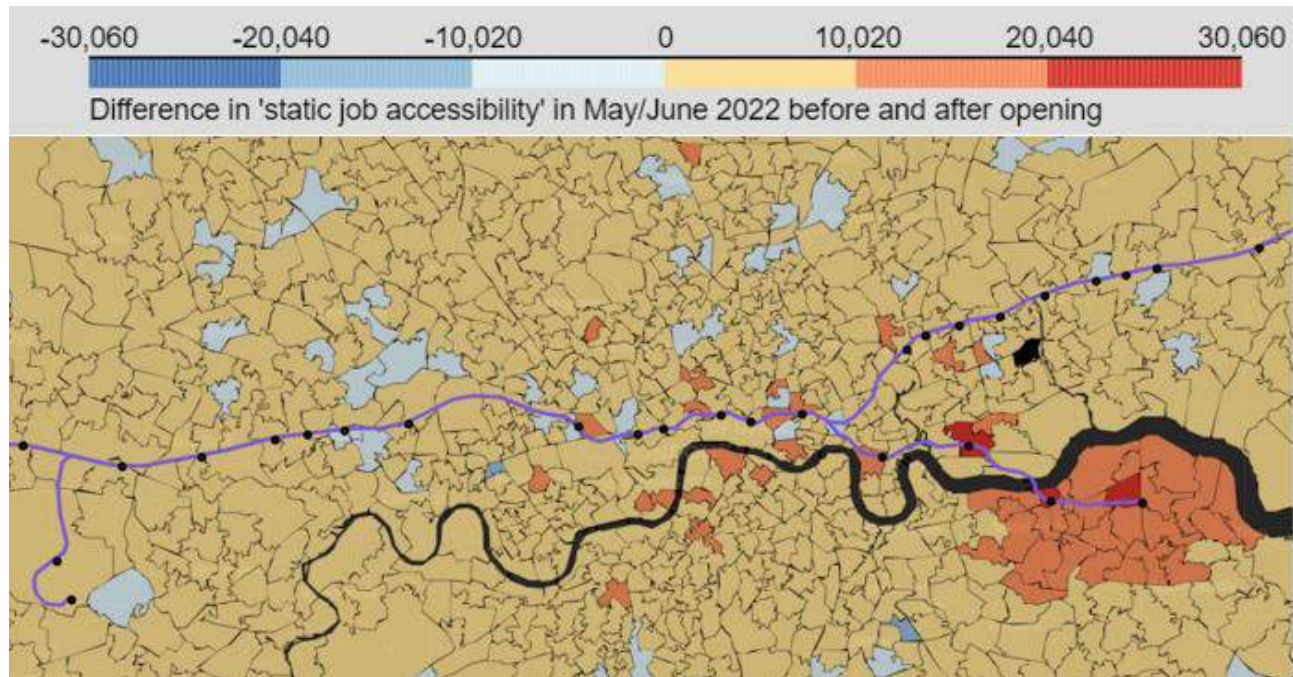 -30,060 -20,040 -10,020 0 10,020 20,040 30,060
Difference in 'static job accessibility' in May/June 2022 before and after opening